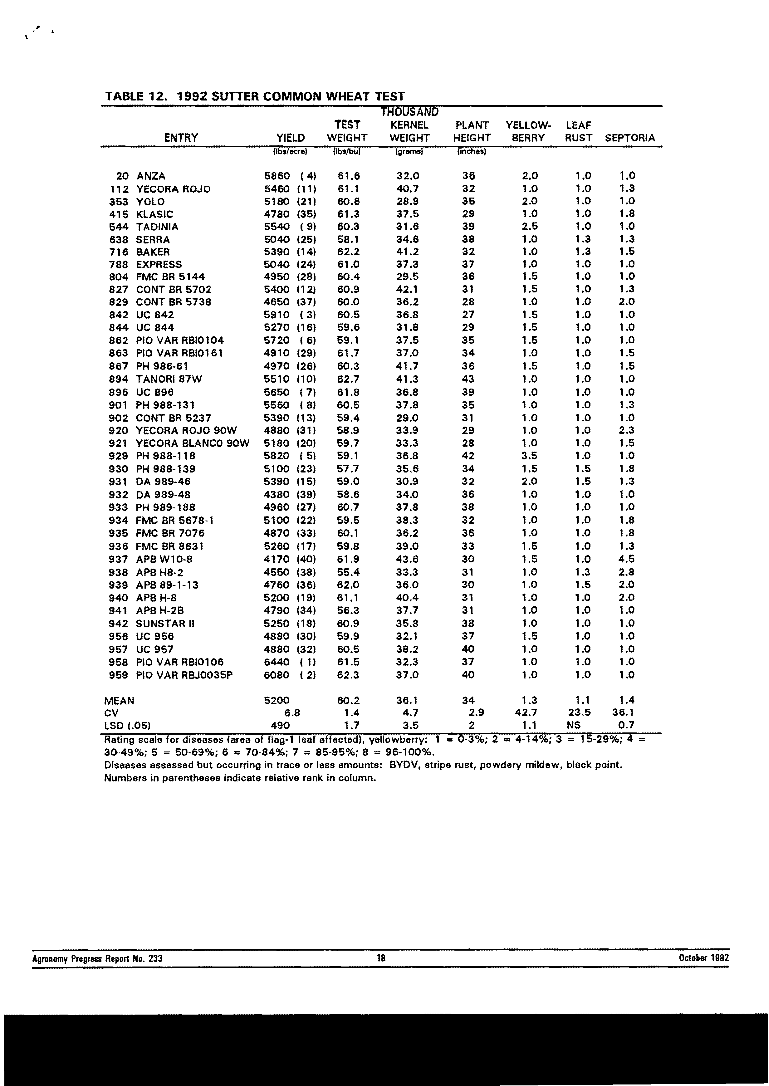 TABLE 12. 1992 SUTTER COMMON WHEAT TEST
THOUSAND
TEST KERNEL PLANT YELLOW- LEAF
ENTRY YIELD WEIGHT WEIGHT HEIGHT BERRY RUST SEPTORIA
(lbs/acre) (lbs/bu) (grams) (inches)
20 ANZA 5860 ( 4) 61.6 32.0 36 2.0 1.0 1.0
112 YECORA ROJO 5460 (11) 61.1 40.7 32 1.0 1.0 1.3
353 YOLO 5180 (21) 60.8 28.9 35 2.0 1.0 1.0
415 KLASIC 4780 (35) 61.3 37.5 29 1.0 1.0 1.8
544 TADINIA 5540 ( 9) 60.3 31.6 39 2.5 1.0 1.0
638 SERRA 5040 (25) 58.1 34.6 38 1.0 1.3 1.3
716 BAKER 5390 (14) 62.2 41.2 32 1.0 1.3 1.5
788 EXPRESS 5040 (24) 61.0 37.3 37 1.0 1.0 1.0
804 FMC BR 5144 4950 (28) 60.4 29.5 36 1.5 1.0 1.0
827 CONT BR 5702 5400 (12) 60.9 42.1 31 1.5 1.0 1.3
829 CONT BR 5738 4650 (37) 60.0 36.2 28 1.0 1.0 2.0
842 UC 842 5910 ( 3) 60.5 36.8 27 1.5 1.0 1.0
844 UC 844 5270 (16) 59.6 31.8 29 1.5 1.0 1.0
862 PIO VAR RBI0104 5720 ( 6) 59.1 37.5 35 1.5 1.0 1.0
863 PIO VAR RBI0161 4910 (29) 61.7 37.0 34 1.0 1.0 1.5
867 PH 986-61 4970 (26) 60.3 41.7 36 1.5 1.0 1.5
894 TANORI 87W 5510 (10) 62.7 41.3 43 1.0 1.0 1.0
896 UC 896 5650 ( 7) 61.8 36.8 39 1.0 1.0 1.0
901 PH 988-131 5560 ( 8) 60.5 37.8 35 1.0 1.0 1.3
902 CONT BR 5237 5390 (13) 59.4 29.0 31 1.0 1.0 1.0
920 YECORA ROJO 90W 4880 (31) 58.9 33.9 29 1.0 1.0 2.3
921 YECORA BLANCO 90W 5180 (20) 59.7 33.3 28 1.0 1.0 1.5
929 PH 988-118 5820 ( 5) 59.1 36.8 42 3.5 1.0 1.0
930 PH 988-139 5100 (23) 57.7 35.6 34 1.5 1.5 1.8
931 DA 989-46 5390 (15) 59.0 30.9 32 2.0 1.5 1.3
932 DA 989-48 4380 (39) 58.6 34.0 36 1.0 1.0 1.0
933 PH 989-188 4960 (27) 60.7 37.8 38 1.0 1.0 1.0
934 FMC BR 5678-1 5100 (22) 59.5 38.3 32 1.0 1.0 1.8
935 FMC BR 7076 4870 (33) 60.1 36.2 36 1.0 1.0 1.8
936 FMC BR 8631 5260 (17) 59.8 39.0 33 1.5 1.0 1.3
937 APB W10-8 4170 (40) 61.9 43.6 30 1.5 1.0 4.5
938 APB H8-2 4550 (38) 55.4 33.3 31 1.0 1.3 2.8
939 APB 89-1-13 4760 (36) 62.0 36.0 30 1.0 1.5 2.0
940 APB H-8 5200 (19) 61.1 40.4 31 1.0 1.0 2.0
941 APB H-2B 4790 (34) 56.3 37.7 31 1.0 1.0 1.0
942 SUNSTAR II 5250 (18) 60.9 35.8 38 1.0 1.0 1.0
956 UC 956 4880 (30) 59.9 32.1 37 1.5 1.0 1.0
957 UC 957 4880 (32) 60.5 38.2 40 1.0 1.0 1.0
958 PIO VAR RBI0106 6440 ( 1) 61.5 32.3 37 1.0 1.0 1.0
959 PIO VAR RBJ0035P 6080 ( 2) 62.3 37.0 40 1.0 1.0 1.0
MEAN 5200 60.2 36.1 34 1.3 1.1 1.4
CV 6.8 1.4 4.7 2.9 42.7 23.5 36.1
LSD (.05) 490 1.7 3.5 2 1.1 NS 0.7
Rating scale for diseases (area of flag-1 leaf affected), yellowberry: 1 = 0-3%; 2 = 4-14%; 3 = 15-29%; 4 =
30-49%; 5 = 50-69%; 6 = 70-84%; 7 = 85-95%; 8 = 96-100%.
Diseases assessed but occurring in trace or less amounts: BYDV, stripe rust, powdery mildew, black point.
Numbers in parentheses indicate relative rank in column.
Agronomy Progress Report No. 233 18 October 1992